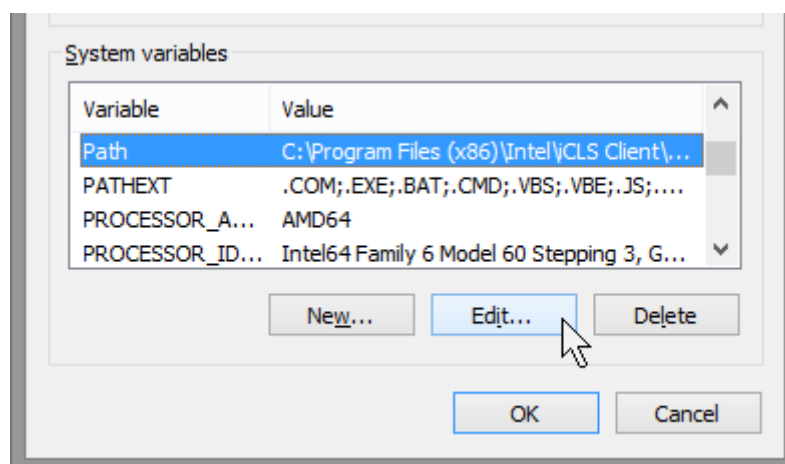 System variables
Variable Value
Path C:\Program Files (x86)\Intel\iCLS Client\...
PATHEXT .COM;.EXE;.BAT;.CMD;.VBS;.VBE;.JS;....
PROCESSOR_A... AMD64
PROCESSOR_ID... Intel64 Family 6 Model 60 Stepping 3, G...
New... Edit... Delete
OK Cancel